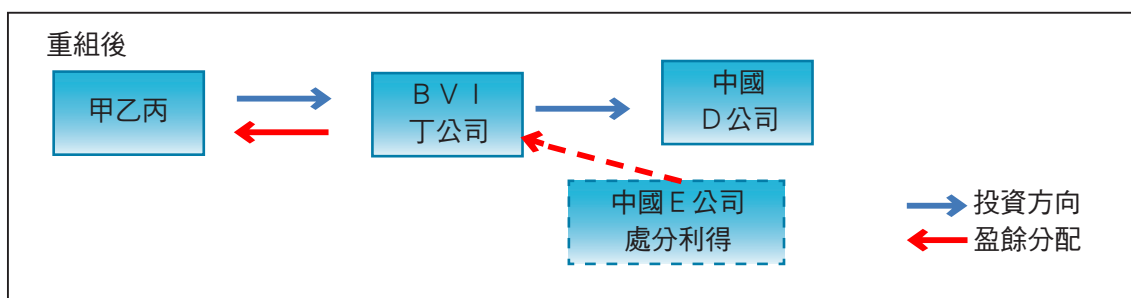 重組後
甲乙丙
ＢＶＩ
丁公司
中國
Ｄ公司
中國Ｅ公司
處分利得
投資方向
盈餘分配